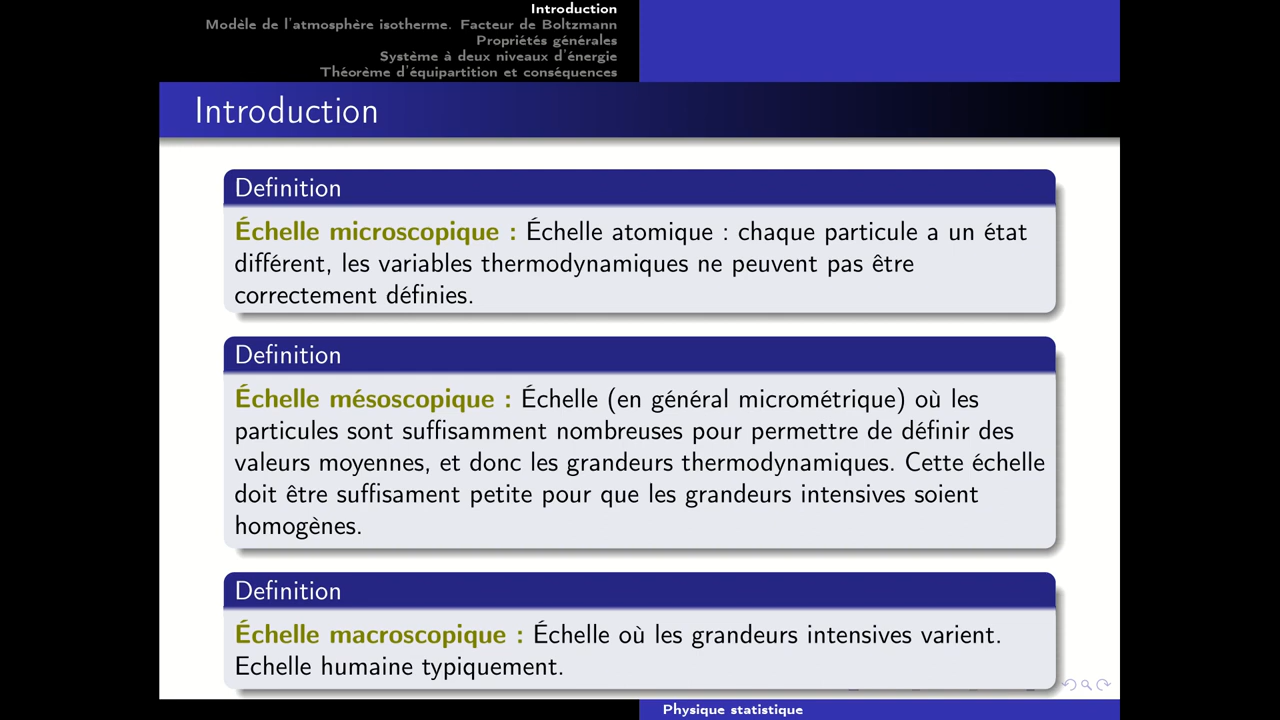 Introduction
Modèle de l'atmosphère isotherme. Facteur de Boltzmann
Propriétés générales
Système à deux niveaux d'énergie
Théorème d'équipartition et conséquences
Introduction
Definition
Échelle microscopique : Échelle atomique : chaque particule a un état
différent, les variables thermodynamiques ne peuvent pas être
correctement définies.
Definition
Échelle mésoscopique : Échelle (en général micrométrique) où les
particules sont suffisamment nombreuses pour permettre de définir des
valeurs moyennes, et donc les grandeurs thermodynamiques. Cette échelle
doit être suffisament petite pour que les grandeurs intensives soient
homogènes.
Definition
Échelle macroscopique : Échelle où les grandeurs intensives varient.
Echelle humaine typiquement.
Physique statistique